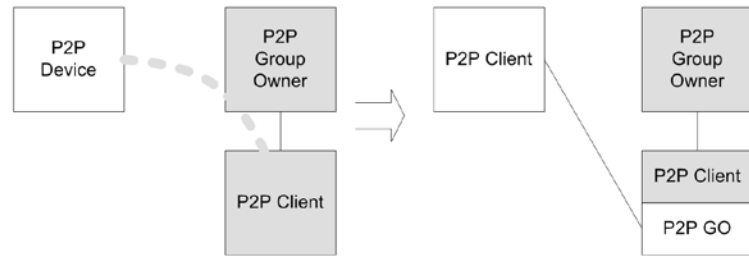 P2P
Device
P2P
Group
Owner
P2P Client
P2P Client
P2P
Group
Owner
P2P Client
P2P GO